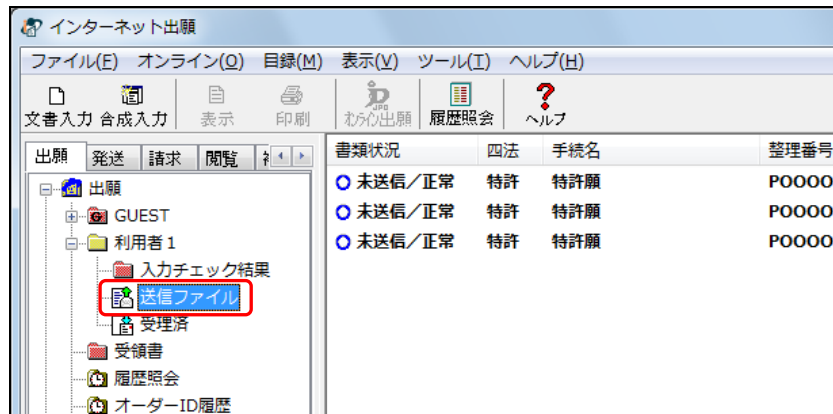 インターネット出願
ファイル(F) オンライン(O) 目録(M) 表示(V) ツール(T) ヘルプ(H)
文書入力 合成入力 表示 印刷 オンライン出願 履歴照会 ヘルプ
出願 発送 請求 閲覧
書類状況 四法 手続名 整理番号
出願
GUEST
利用者1
入力チェック結果
送信ファイル
受理済
受領書
履歴照会
オーダーID履歴
未送信/正常 特許 特許願 P0000
未送信/正常 特許 特許願 P0000
未送信/正常 特許 特許願 P0000